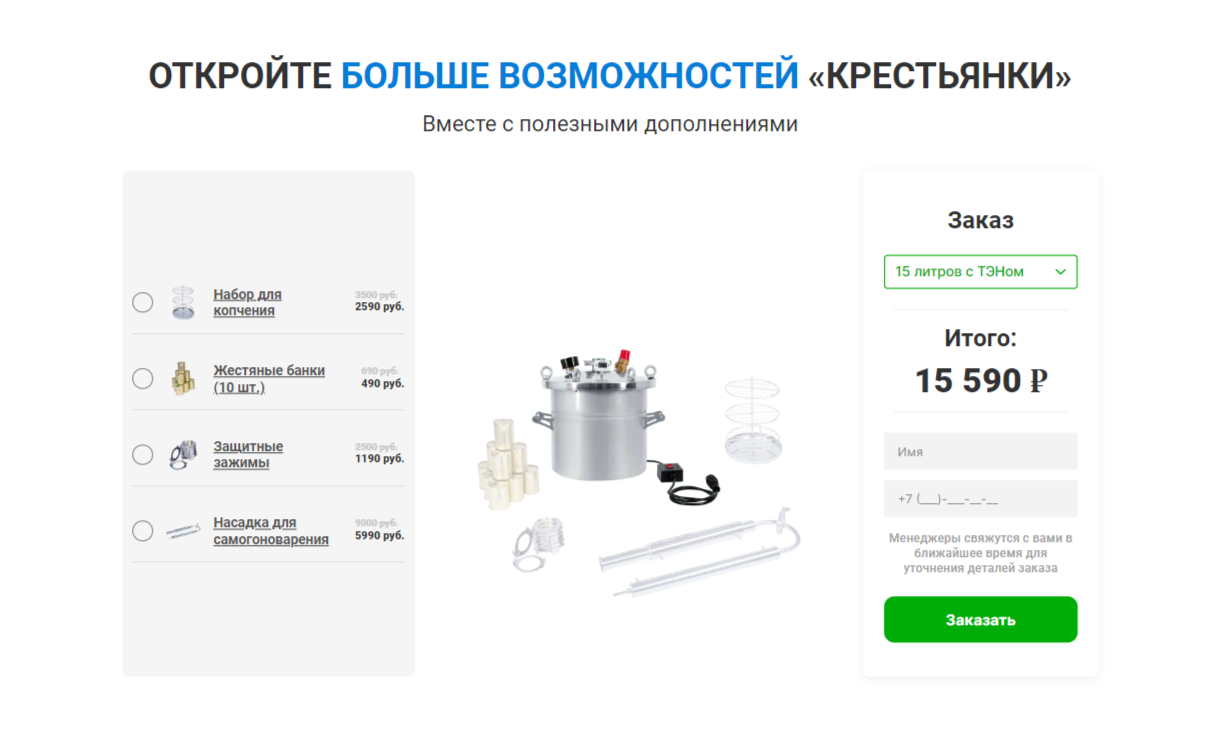 ОТКРОЙТЕ БОЛЬШЕ ВОЗМОЖНОСТЕЙ «КРЕСТЬЯНКИ»
Вместе с полезными дополнениями
Набор для
копчения
3500 руб.
2590 руб.
Жестяные банки
(10 шт.)
690 руб.
490 руб.
Защитные
зажимы
2500 руб.
1190 руб.
Насадка для
самогоноварения
9000 руб.
5990 руб.
Заказ
15 литров с ТЭНом
Итого:
15 590 ₽
Имя
+7 (___)-___-__-__
Менеджеры свяжутся с вами в
ближайшее время для
уточнения деталей заказа
Заказать